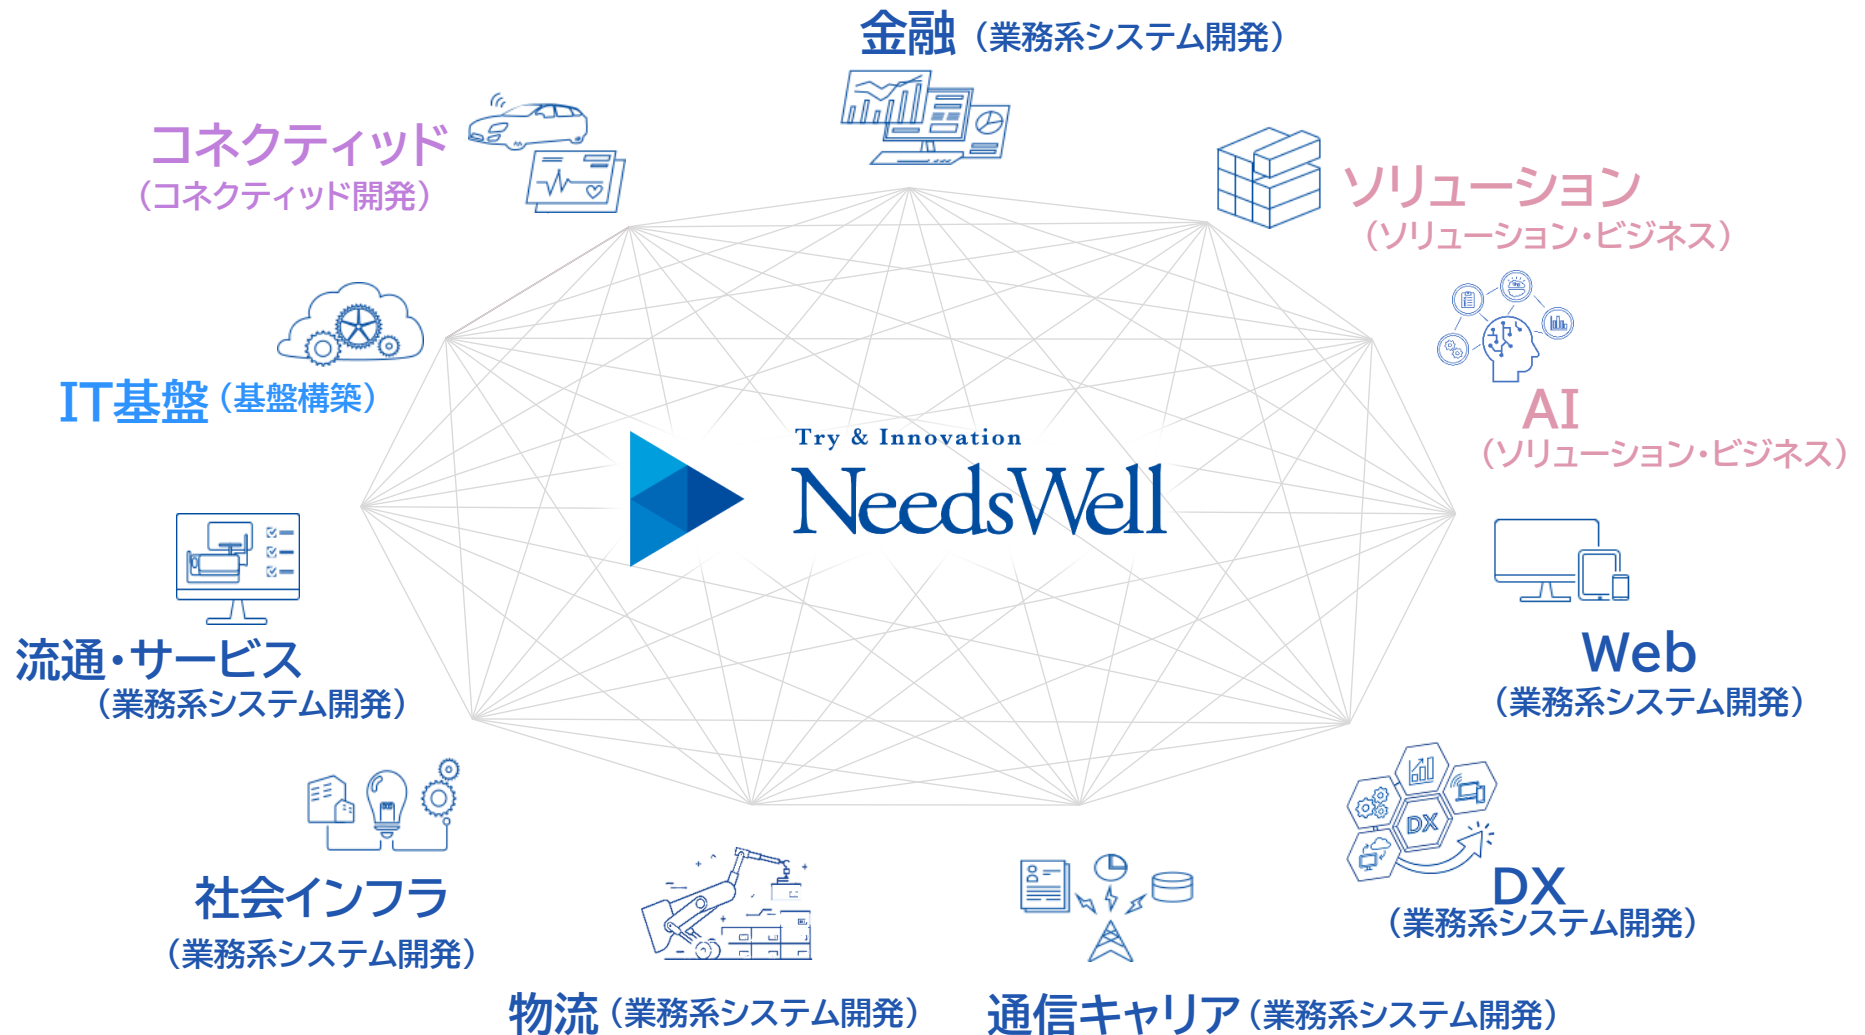 金融（業務系システム開発）
コネクティッド
（コネクティッド開発）
ソリューション
（ソリューション・ビジネス）
IT基盤（基盤構築）
AI
（ソリューション・ビジネス）
Try & Innovation
NeedsWell
流通・サービス
（業務系システム開発）
Web
（業務系システム開発）
DX
社会インフラ
（業務系システム開発）
DX
（業務系システム開発）
物流（業務系システム開発）
通信キャリア（業務系システム開発）